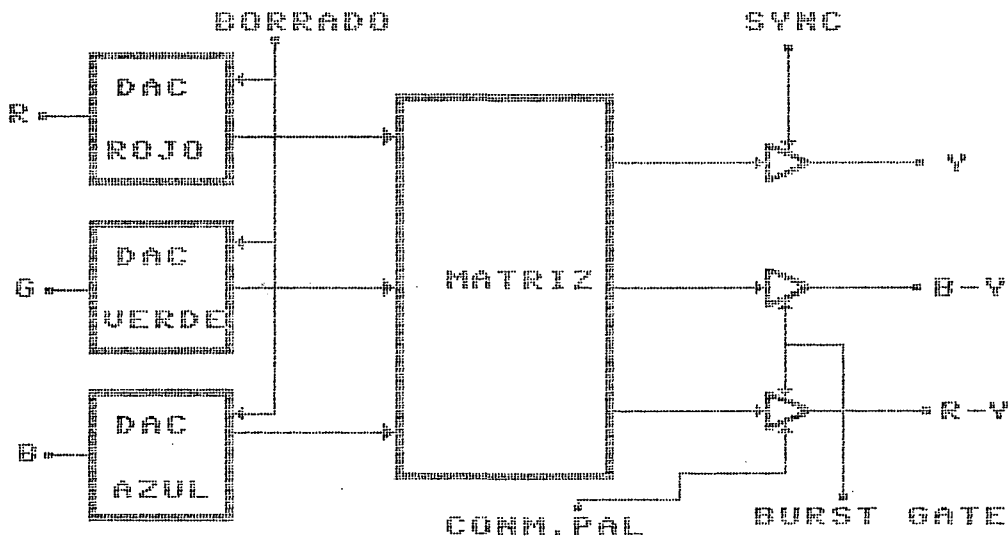 BORRADO
SYNC
R
DAC
ROJO
Y
G
DAC
VERDE
MATRIZ
B-Y
B
DAC
AZUL
R-Y
CONM.PAL
BURST GATE